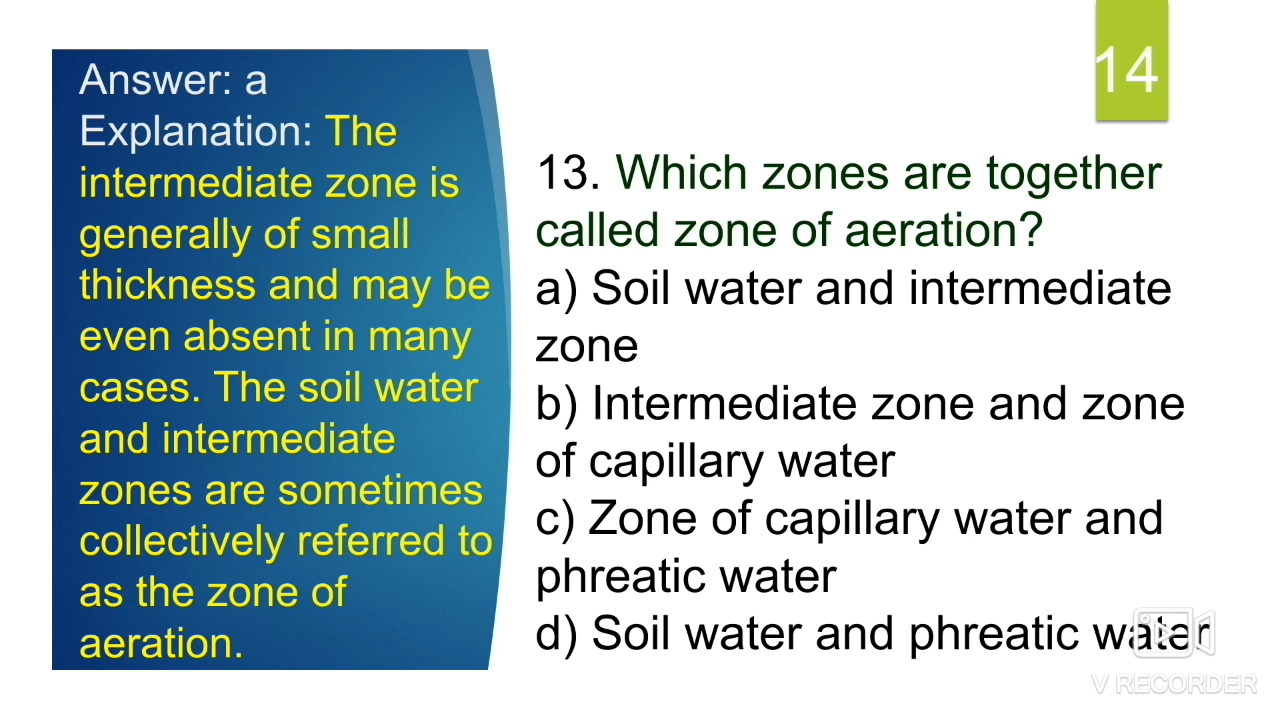 Answer: a
Explanation: The
intermediate zone is
generally of small
thickness and may be
even absent in many
cases. The soil water
and intermediate
zones are sometimes
collectively referred to
as the zone of
aeration.
14
13. Which zones are together
called zone of aeration?
a) Soil water and intermediate
zone
b) Intermediate zone and zone
of capillary water
c) Zone of capillary water and
phreatic water
d) Soil water and phreatic water
V RECORDER